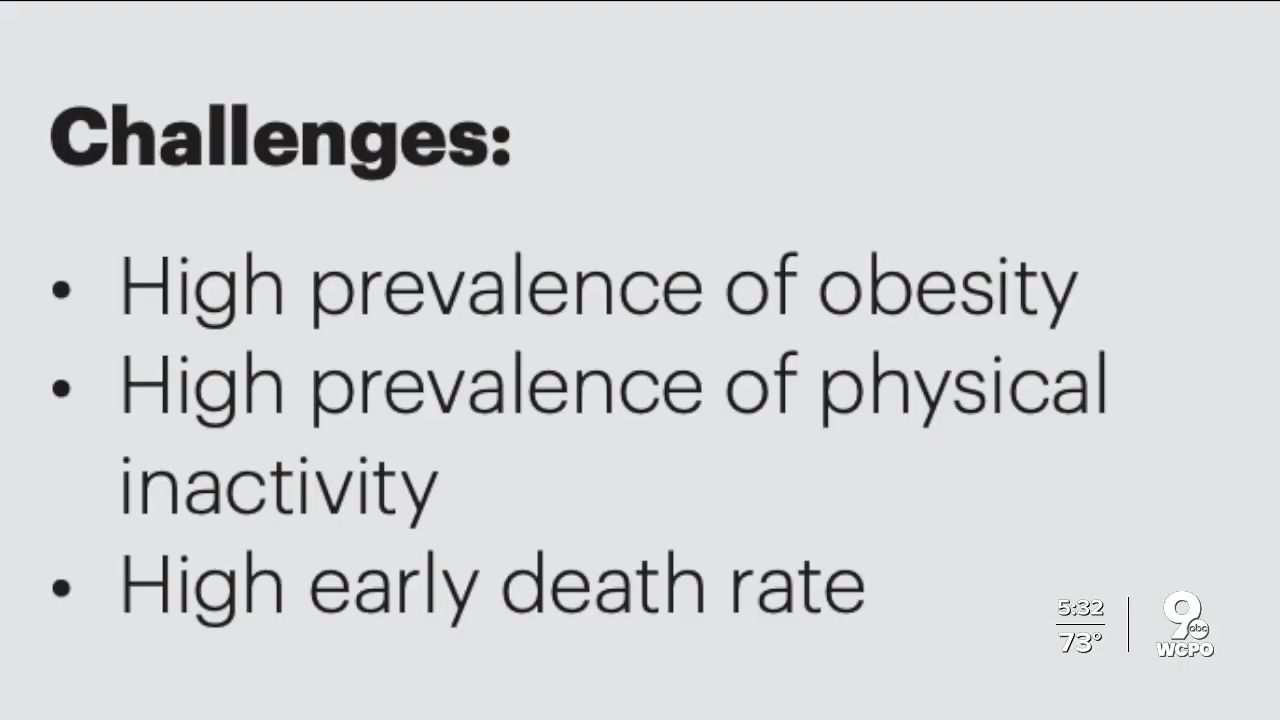 Challenges:
• High prevalence of obesity
• High prevalence of physical
inactivity
• High early death rate
5:32
73°
9
abc
WCPO